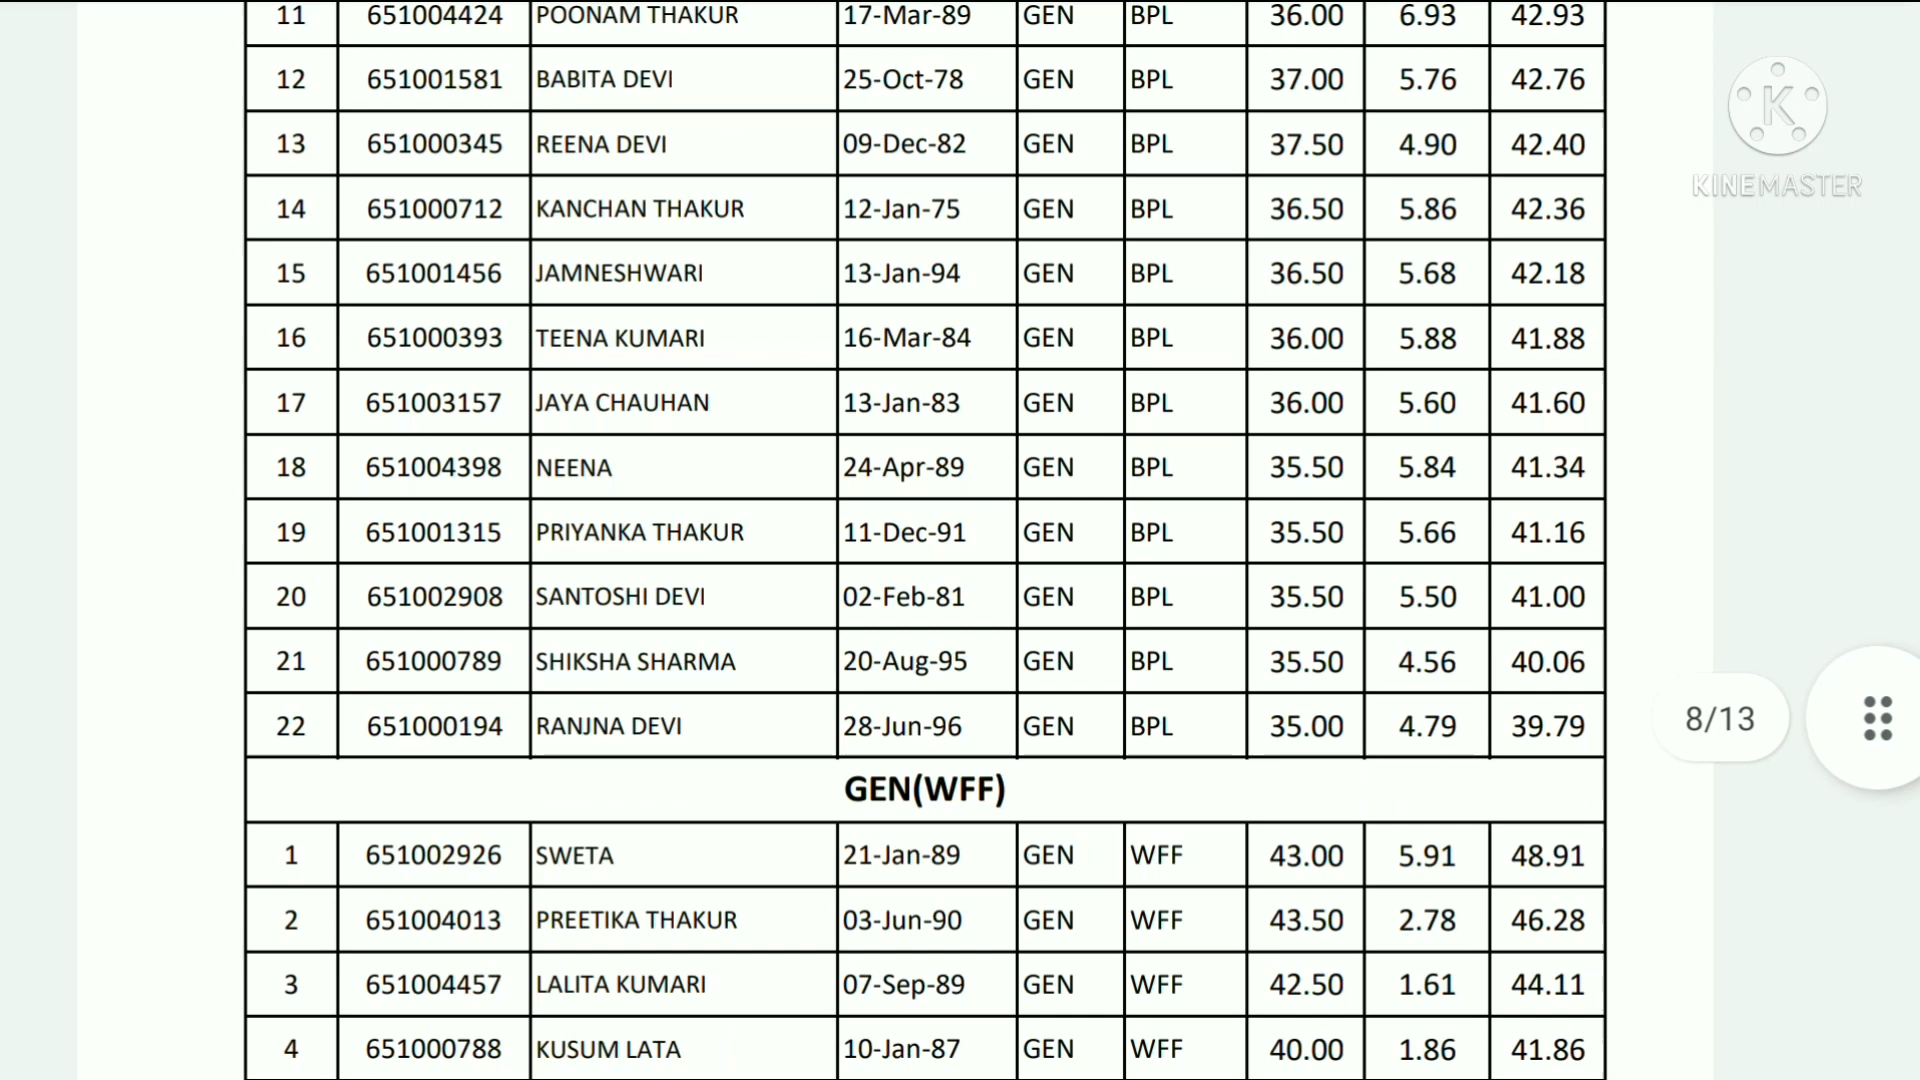 11 651004424 POONAM THAKUR 17-Mar-89 GEN BPL 36.00 6.93 42.93
12 651001581 BABITA DEVI 25-Oct-78 GEN BPL 37.00 5.76 42.76
13 651000345 REENA DEVI 09-Dec-82 GEN BPL 37.50 4.90 42.40
14 651000712 KANCHAN THAKUR 12-Jan-75 GEN BPL 36.50 5.86 42.36
15 651001456 JAMNESHWARI 13-Jan-94 GEN BPL 36.50 5.68 42.18
16 651000393 TEENA KUMARI 16-Mar-84 GEN BPL 36.00 5.88 41.88
17 651003157 JAYA CHAUHAN 13-Jan-83 GEN BPL 36.00 5.60 41.60
18 651004398 NEENA 24-Apr-89 GEN BPL 35.50 5.84 41.34
19 651001315 PRIYANKA THAKUR 11-Dec-91 GEN BPL 35.50 5.66 41.16
20 651002908 SANTOSHI DEVI 02-Feb-81 GEN BPL 35.50 5.50 41.00
21 651000789 SHIKSHA SHARMA 20-Aug-95 GEN BPL 35.50 4.56 40.06
22 651000194 RANJNA DEVI 28-Jun-96 GEN BPL 35.00 4.79 39.79
GEN(WFF)
1 651002926 SWETA 21-Jan-89 GEN WFF 43.00 5.91 48.91
2 651004013 PREETIKA THAKUR 03-Jun-90 GEN WFF 43.50 2.78 46.28
3 651004457 LALITA KUMARI 07-Sep-89 GEN WFF 42.50 1.61 44.11
4 651000788 KUSUM LATA 10-Jan-87 GEN WFF 40.00 1.86 41.86
K
KINEMASTER
8/13